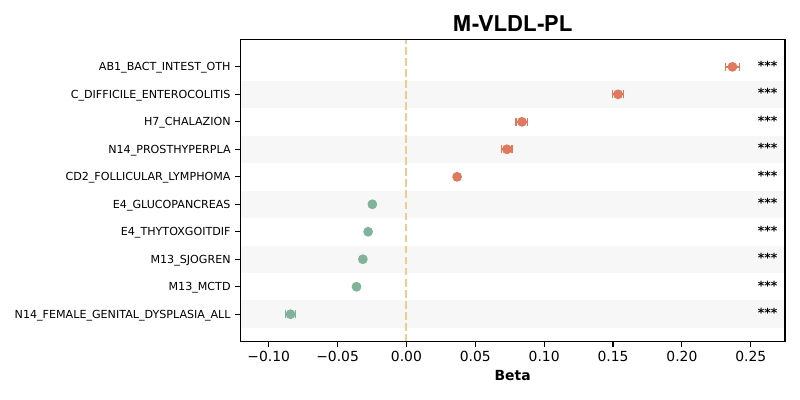 M-VLDL-PL
AB1_BACT_INTEST_OTH ***
C_DIFFICILE_ENTEROCOLITIS ***
H7_CHALAZION ***
N14_PROSTHYPERPLA ***
CD2_FOLLICULAR_LYMPHOMA ***
E4_GLUCOPANCREAS ***
E4_THYTOXGOITDIF ***
M13_SJOGREN ***
M13_MCTD ***
N14_FEMALE_GENITAL_DYSPLASIA_ALL ***
−0.10 −0.05 0.00 0.05 0.10 0.15 0.20 0.25
Beta